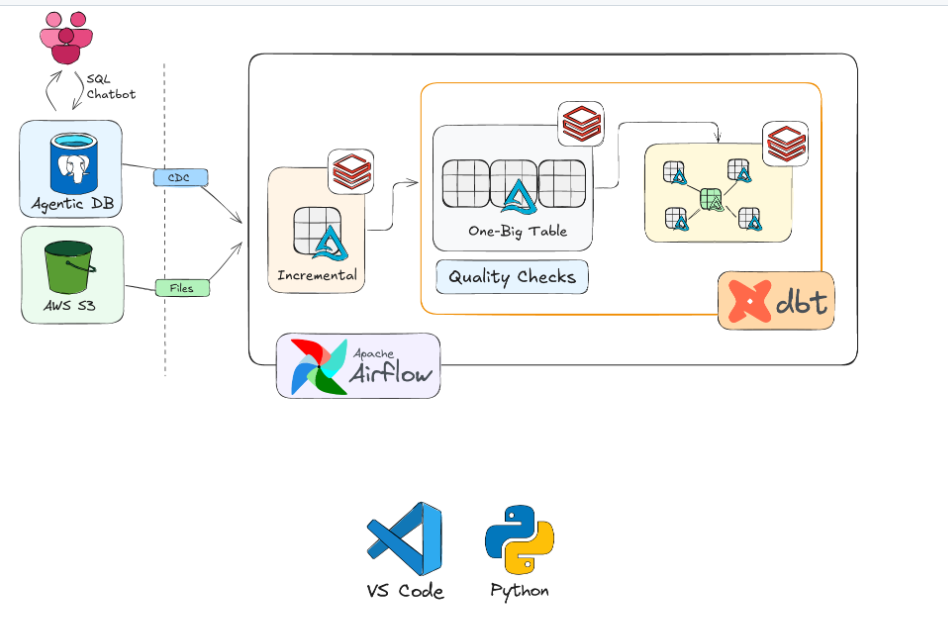 SQL
Chatbot
Agentic DB
CDC
AWS S3
Files
Incremental
One-Big Table
Quality Checks
dbt
Apache
Airflow
VS Code
Python